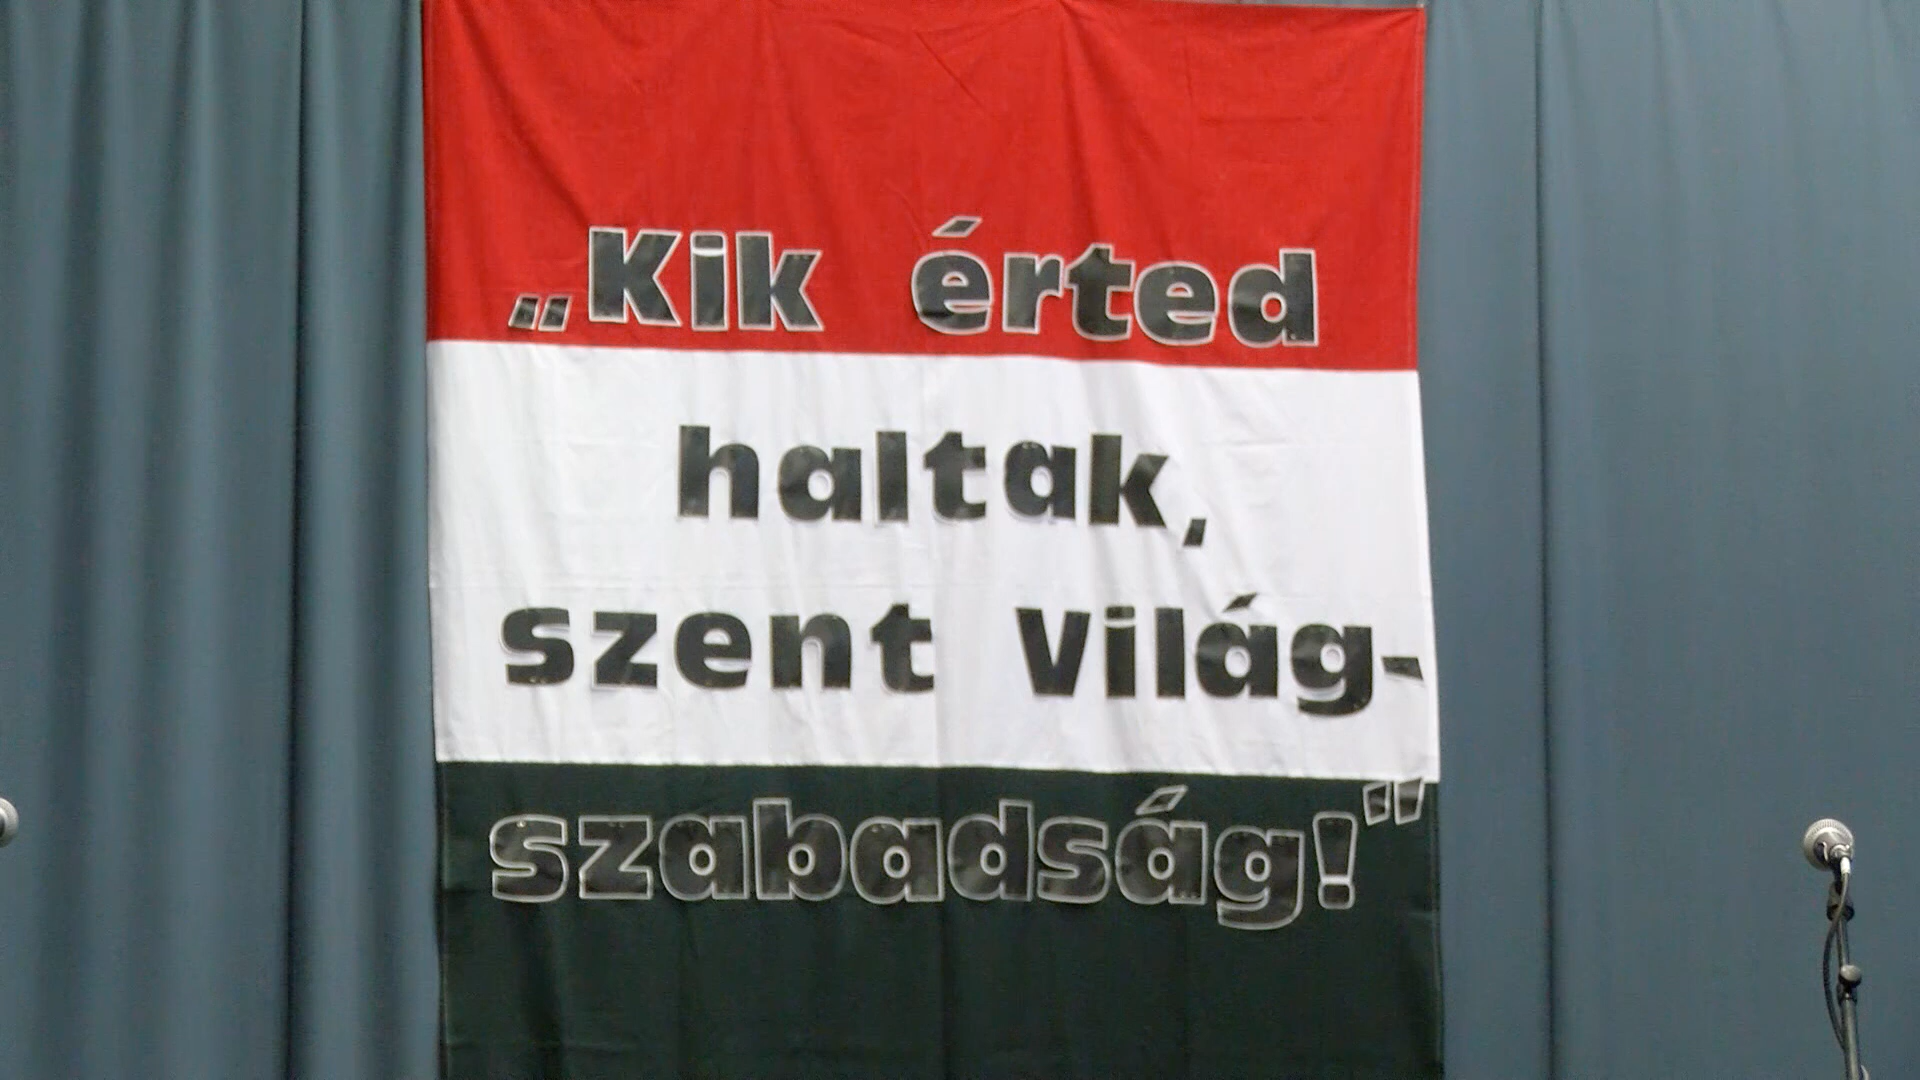 „Kik érted
haltak,
szent Világ-
szabadság!”